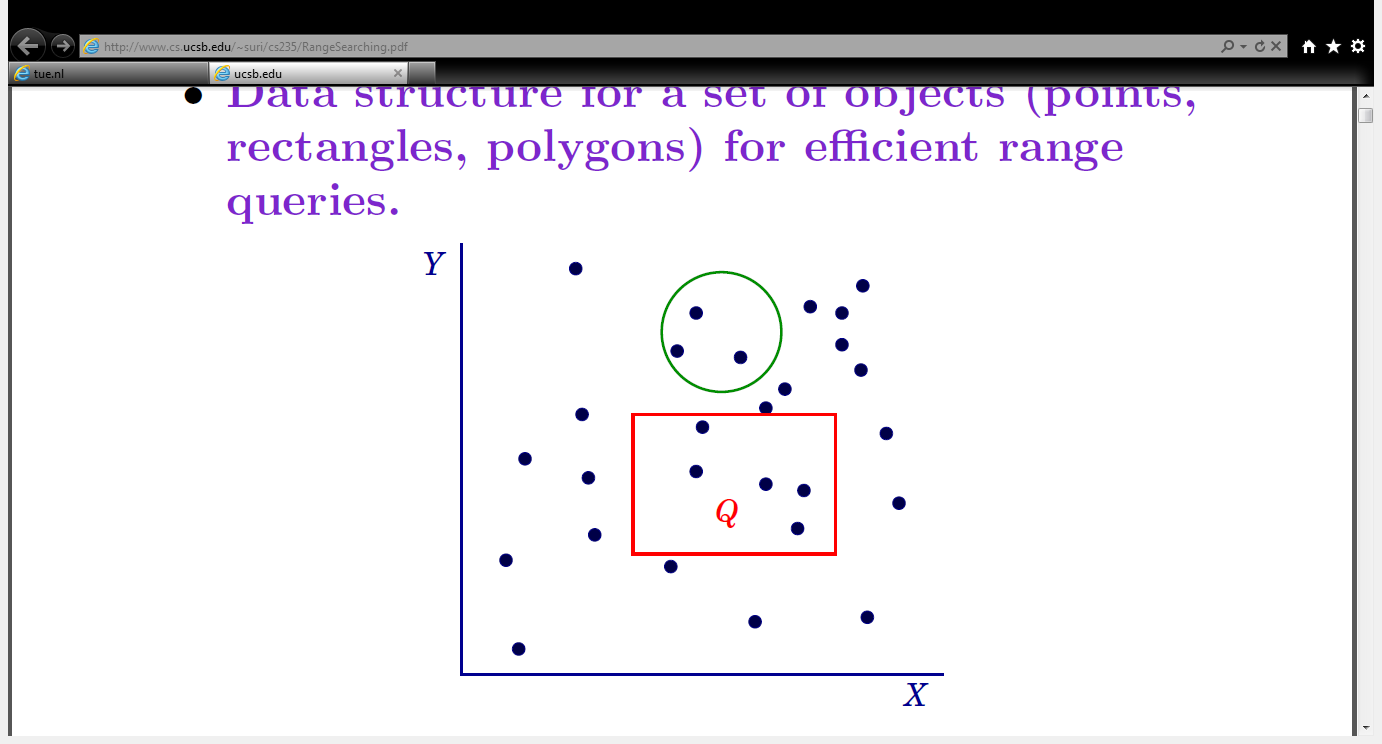 http://www.cs.ucsb.edu/~suri/cs235/RangeSearching.pdf
tue.nl
ucsb.edu
• Data structure for a set of objects (points,
rectangles, polygons) for efficient range
queries.
Y
Q
X